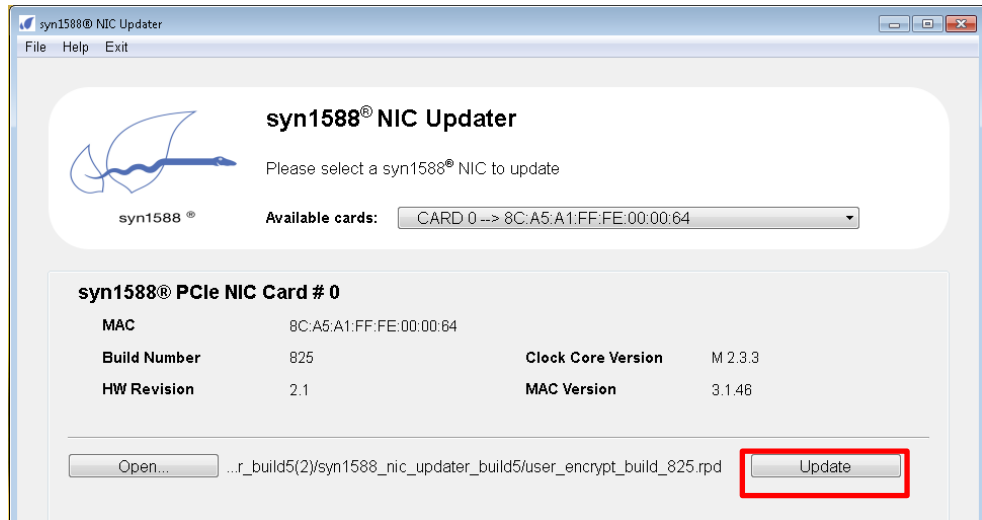 syn1588® NIC Updater
File Help Exit
syn1588® NIC Updater
Please select a syn1588® NIC to update
syn1588 ®
Available cards: CARD 0 --> 8C:A5:A1:FF:FE:00:00:64
syn1588® PCIe NIC Card # 0
MAC 8C:A5:A1:FF:FE:00:00:64
Build Number 825 Clock Core Version M 2.3.3
HW Revision 2.1 MAC Version 3.1.46
Open... ...r_build5(2)/syn1588_nic_updater_build5/user_encrypt_build_825.rpd Update